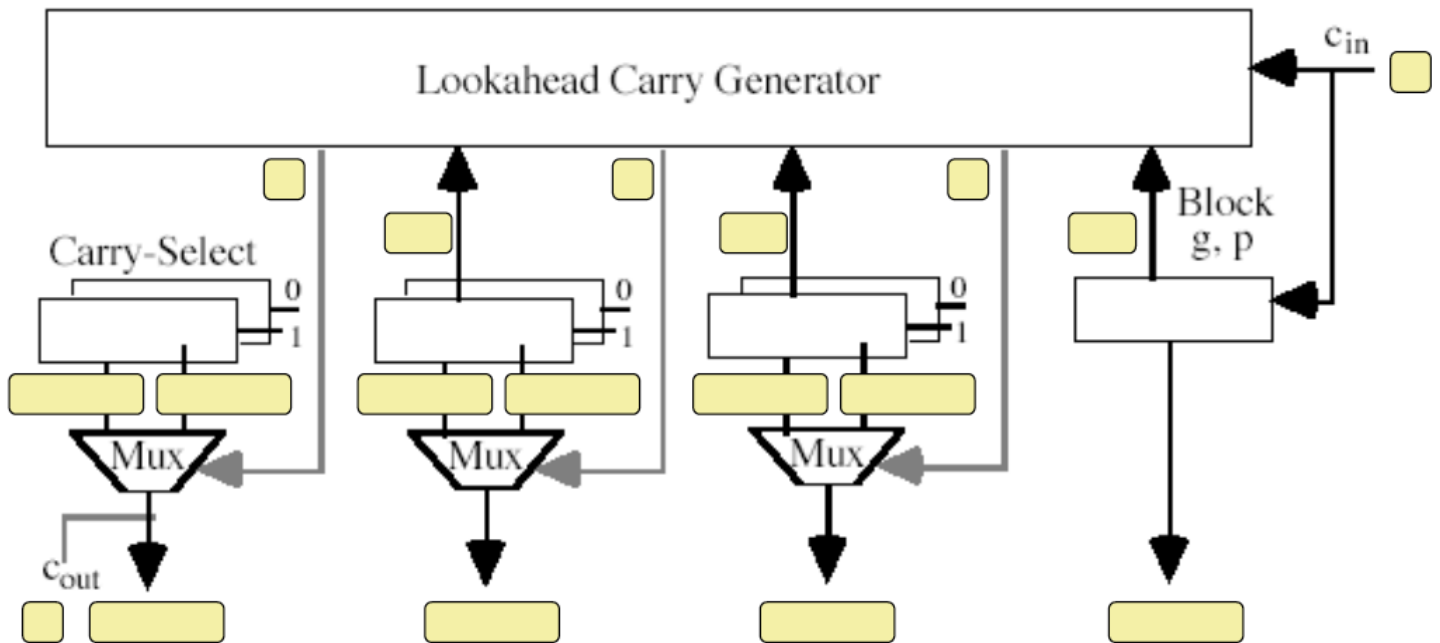 c_in
Lookahead Carry Generator
Block
g, p
Carry-Select
0
1
0
1
0
1
Mux
Mux
Mux
c_out